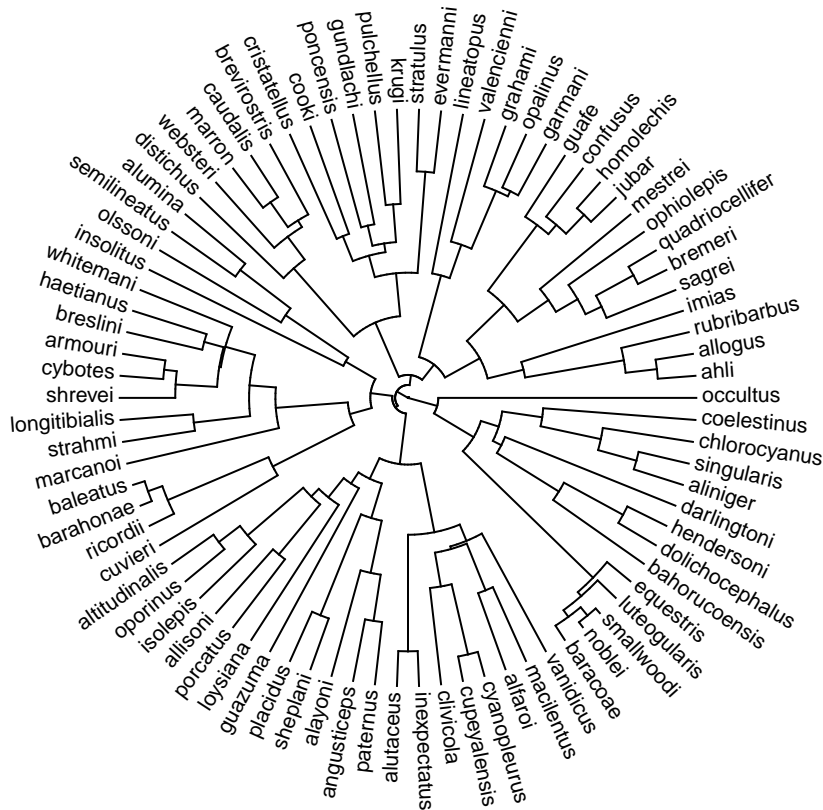 occultus
ahli
allogus
rubribarbus
imias
sagrei
bremeri
quadriocellifer
ophiolepis
mestrei
jubar
homolechis
confusus
guafe
garmani
opalinus
grahami
valencienni
lineatopus
evermanni
stratulus
krugi
pulchellus
gundlachi
poncensis
cooki
cristatellus
brevirostris
caudalis
marron
websteri
distichus
alumina
semilineatus
olssoni
insolitus
whitemani
haetianus
breslini
armouri
cybotes
shrevei
longitibialis
strahmi
marcanoi
baleatus
barahonae
ricordii
cuvieri
altitudinalis
oporinus
isolepis
allisoni
porcatus
loysiana
guazuma
placidus
sheplani
alayoni
angusticeps
paternus
alutaceus
inexpectatus
clivicola
cupeyalensis
cyanopleurus
alfaroi
macilentus
vanidicus
baracoae
noblei
smallwoodi
luteogularis
equestris
bahorucoensis
dolichocephalus
hendersoni
darlingtoni
aliniger
singularis
chlorocyanus
coelestinus